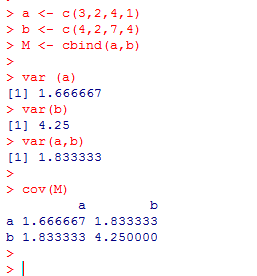 > a <- c(3,2,4,1)
> b <- c(4,2,7,4)
> M <- cbind(a,b)
>
> var (a)
[1] 1.666667
> var(b)
[1] 4.25
> var(a,b)
[1] 1.833333
>
> cov(M)
         a        b
a 1.666667 1.833333
b 1.833333 4.250000
>
>